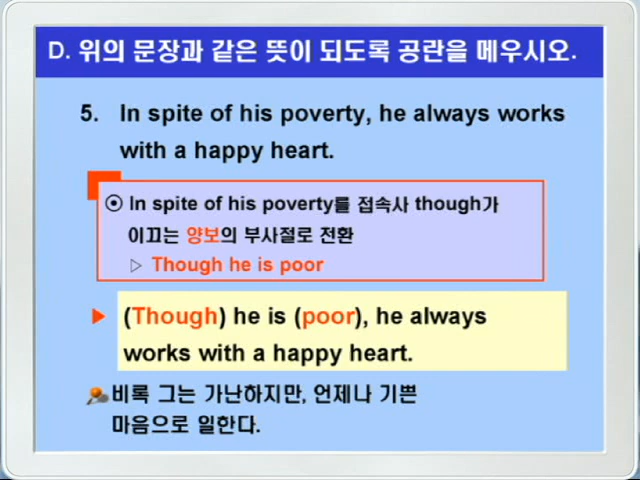 D. 위의 문장과 같은 뜻이 되도록 공란을 메우시오.
5. In spite of his poverty, he always works
with a happy heart.
⊙ In spite of his poverty를 접속사 though가
이끄는 양보의 부사절로 전환
▷ Though he is poor
▶ (Though) he is (poor), he always
works with a happy heart.
비록 그는 가난하지만, 언제나 기쁜
마음으로 일한다.